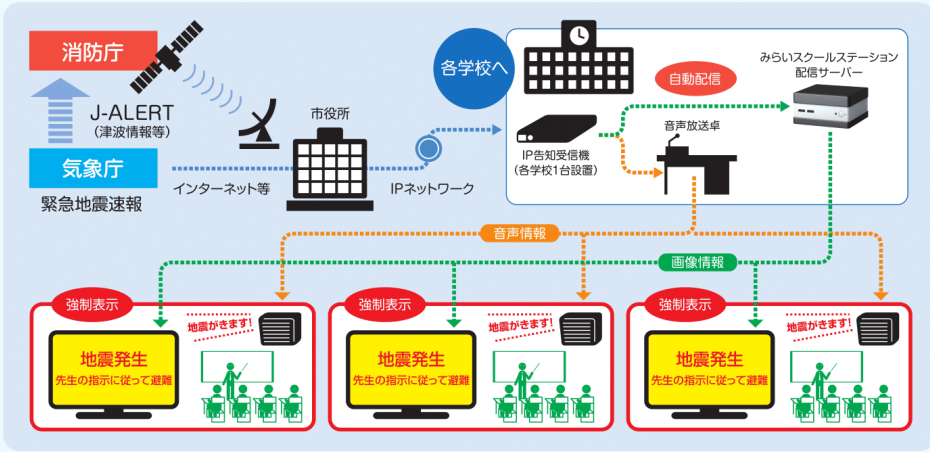 消防庁
J-ALERT
（津波情報等）
気象庁
緊急地震速報
インターネット等
市役所
IPネットワーク
各学校へ
自動配信
みらいスクールステーション
配信サーバー
IP告知受信機
（各学校1台設置）
音声放送卓
音声情報
画像情報
強制表示
地震がきます!
地震発生
先生の指示に従って避難
強制表示
地震がきます!
地震発生
先生の指示に従って避難
強制表示
地震がきます!
地震発生
先生の指示に従って避難